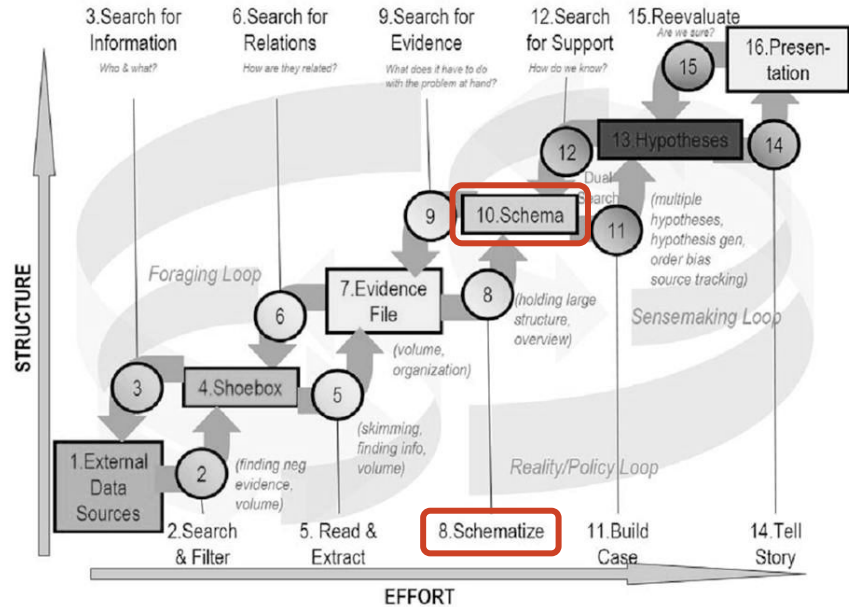 3.Search for
Information
Who & what?
6.Search for
Relations
How are they related?
9.Search for
Evidence
What does it have to do
with the problem at hand?
12.Search
for Support
How do we know?
15.Reevaluate
Are we sure?
16.Presen-
tation
15
13.Hypotheses
14
12
Dual
Search
10.Schema
9
11
(multiple
hypotheses,
hypothesis gen,
order bias
source tracking)
Foraging Loop
7.Evidence
File
8
6
(holding large
structure,
overview)
Sensemaking Loop
(volume,
organization)
3
4.Shoebox
5
(skimming,
finding info,
volume)
1.External
Data
Sources
2
(finding neg
evidence,
volume)
Reality/Policy Loop
2.Search
& Filter
5. Read &
Extract
8.Schematize
11.Build
Case
14.Tell
Story
STRUCTURE
EFFORT